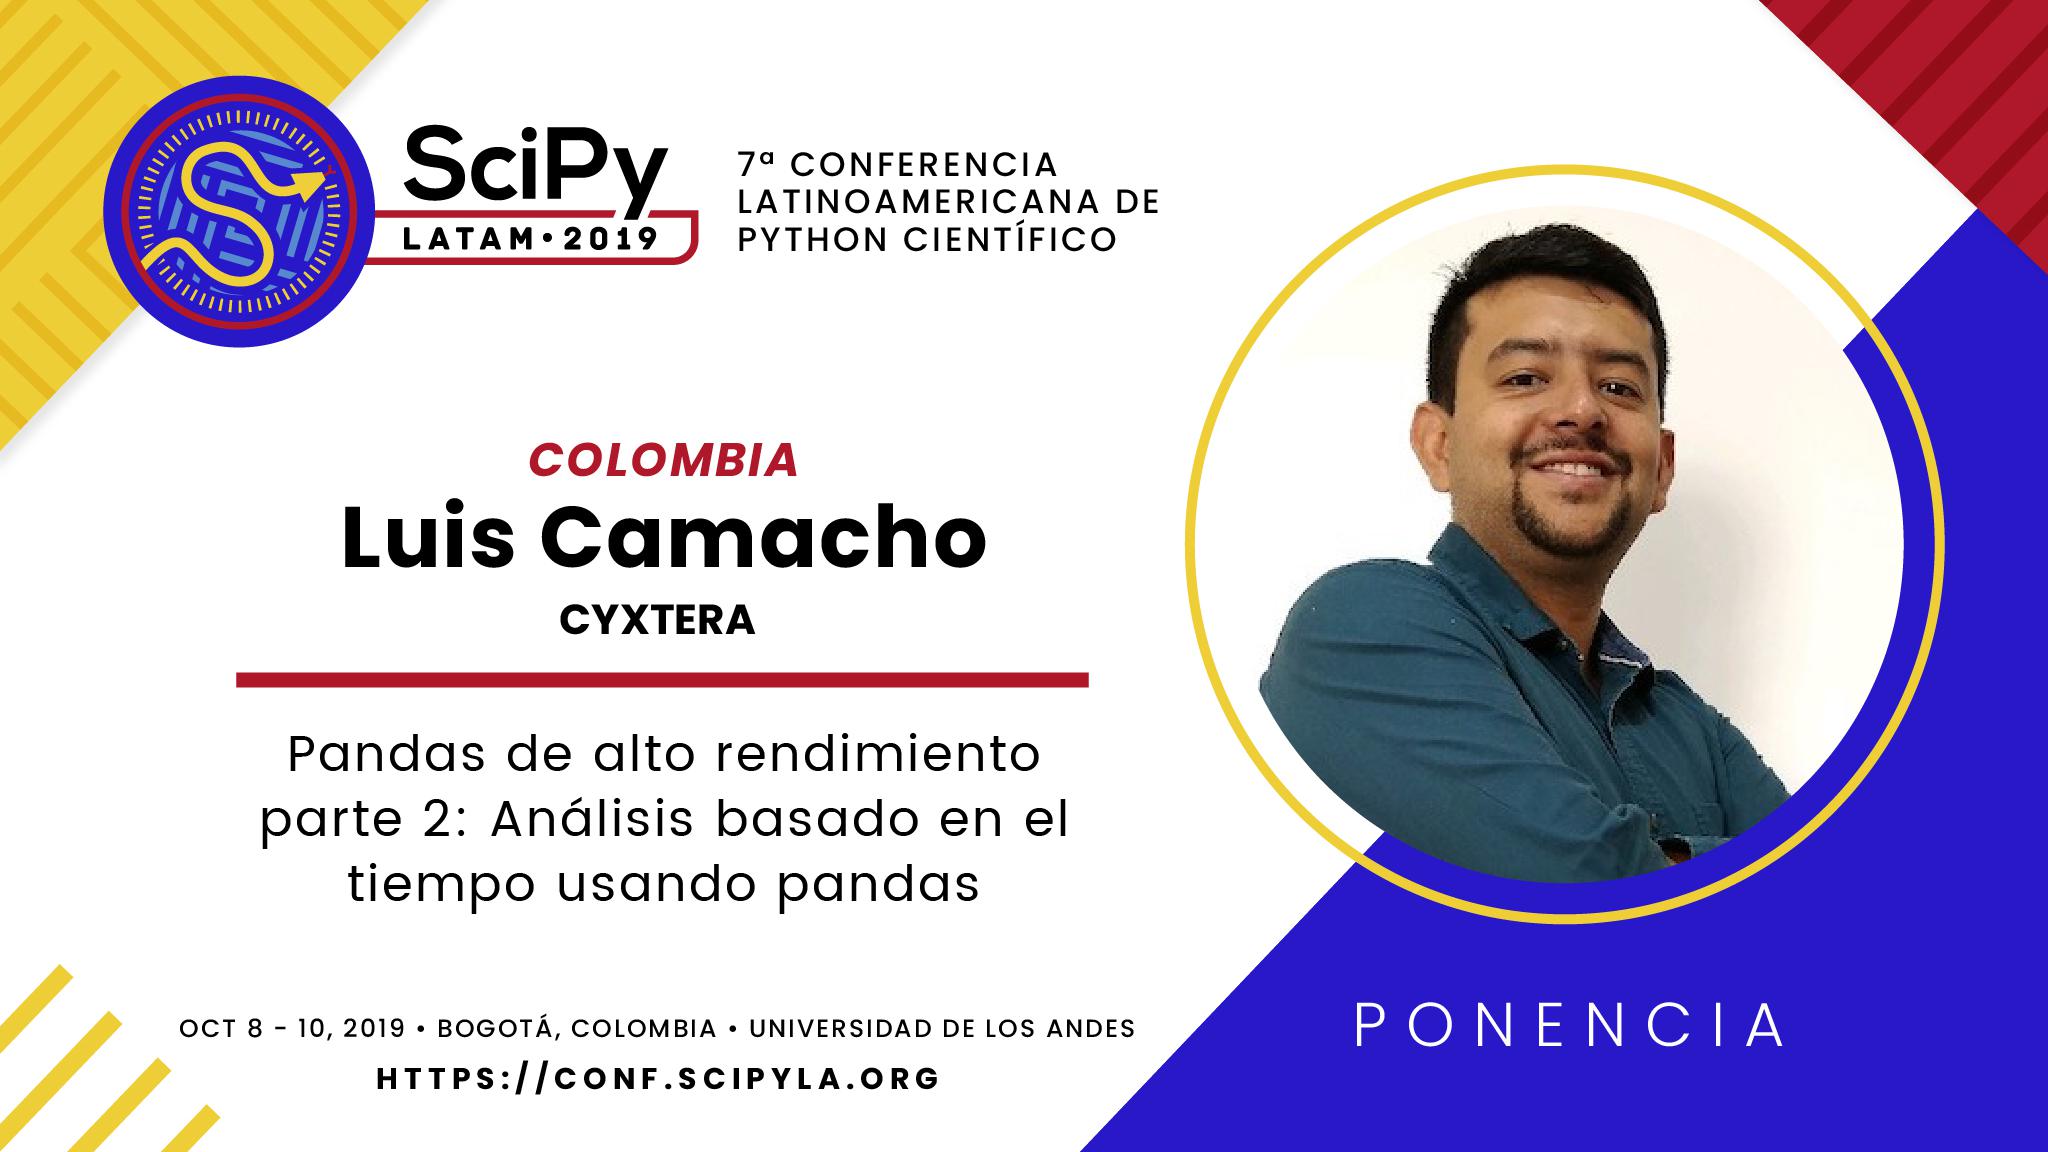 SciPy
LATAM•2019
7ª CONFERENCIA
LATINOAMERICANA DE
PYTHON CIENTÍFICO
COLOMBIA
Luis Camacho
CYXTERA
Pandas de alto rendimiento
parte 2: Análisis basado en el
tiempo usando pandas
OCT 8 - 10, 2019 • BOGOTÁ, COLOMBIA • UNIVERSIDAD DE LOS ANDES
HTTPS://CONF.SCIPYLA.ORG
PONENCIA